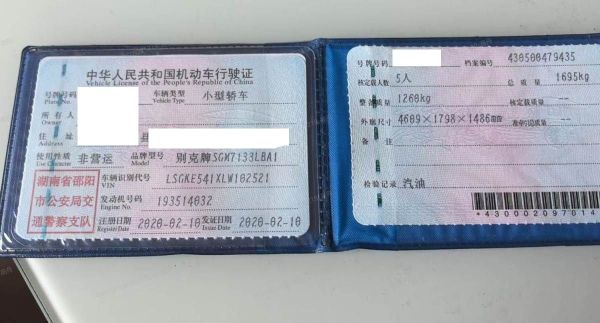 中华人民共和国机动车行驶证
Vehicle License of the People's Republic of China
号牌号码
Plate No.
车辆类型 小型轿车
Vehicle Type
所有人
Owner
住 址 县
Address
使用性质 非营运 品牌型号 别克牌SGM7133LBA1
Use Character Model
湖南省邵阳
市公安局交
通警察支队
车辆识别代号 LSGKE541XLW102521
VIN
发动机号码 193514032
Engine No.
注册日期 2020-02-10 发证日期 2020-02-10
Register Date Issue Date
号牌号码 档案编号 430500479435
核定载人数 5人 总质量 1695kg
整备质量 1260kg 核定载质量 --
外廓尺寸 4609×1798×1486mm 准牵引总质量 --
备 注
检验记录 汽油
*4300002097014